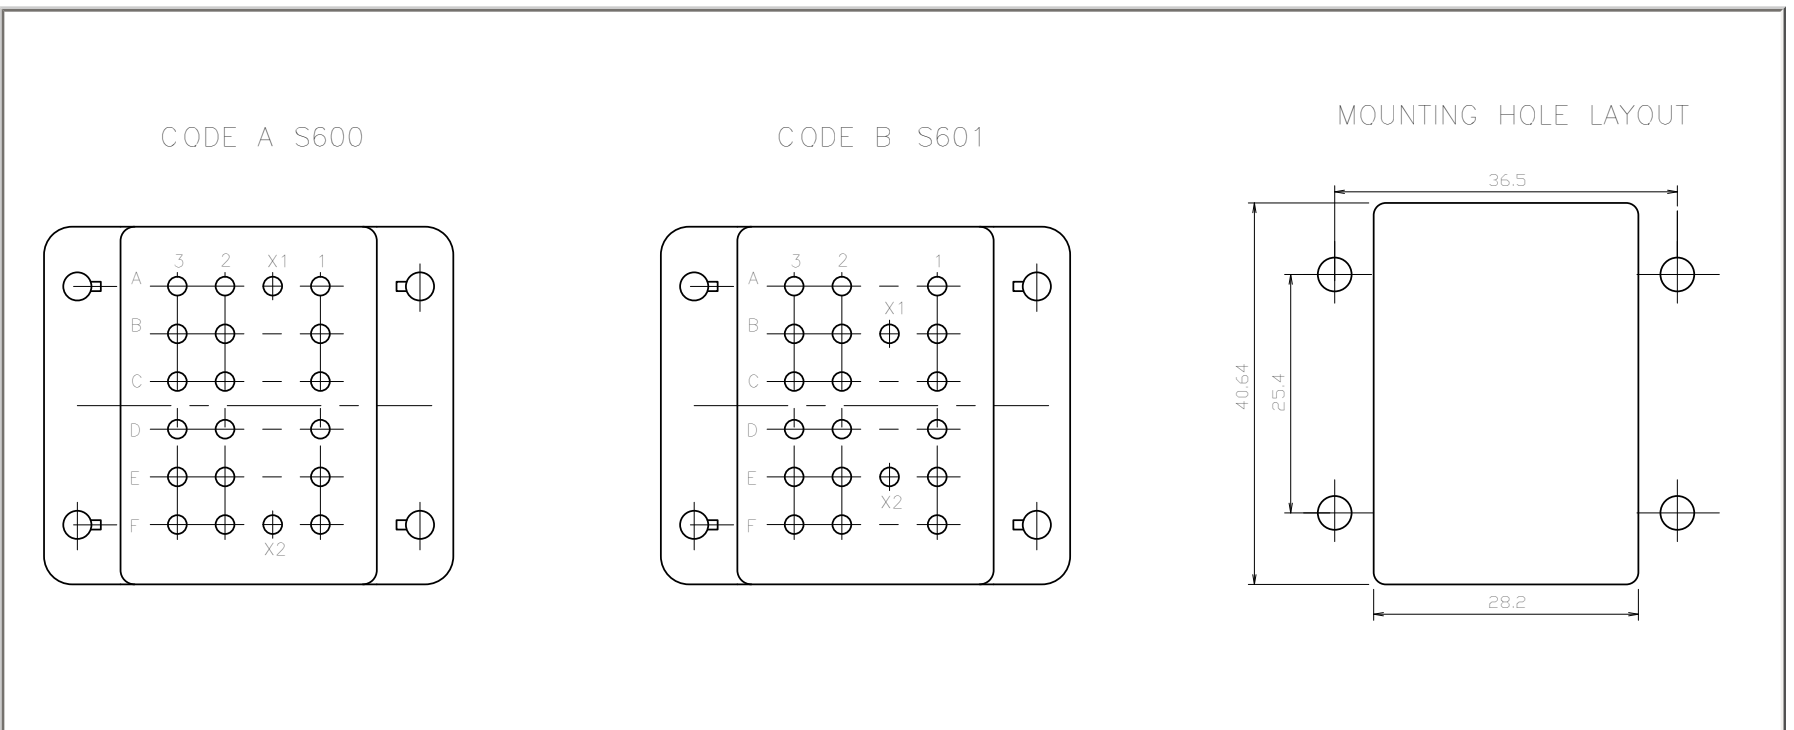 CODE A S600
3 2 X1 1
A
B
C
D
E
F
X2
CODE B S601
3 2 1
A
X1
B
C
D
E
X2
F
MOUNTING HOLE LAYOUT
36.5
40.64
25.4
28.2